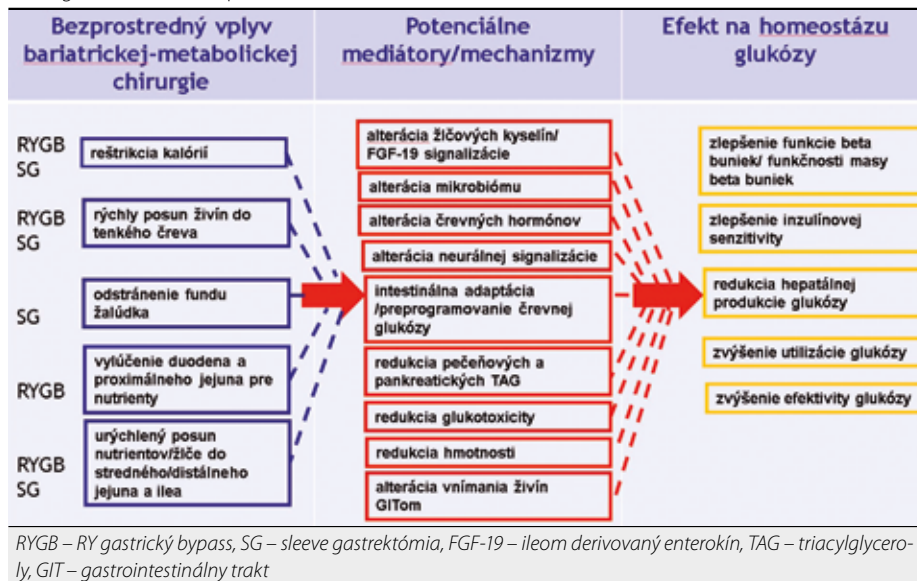 Bezprostredný vplyv
bariatrickej-metabolickej
chirurgie
Potenciálne
mediátory/mechanizmy
Efekt na homeostázu
glukózy
RYGB
SG
reštrikcia kalórií
RYGB
SG
rýchly posun živín do
tenkého čreva
SG
odstránenie fundu
žalúdka
RYGB
vylúčenie duodena a
proximálneho jejuna pre
nutrienty
RYGB
SG
urýchlený posun
nutrientov/žlče do
stredného/distálneho
jejuna a ilea
alterácia žlčových kyselín/
FGF-19 signalizácie
alterácia mikrobiómu
alterácia črevných hormónov
alterácia neurálnej signalizácie
intestinálna adaptácia
/preprogramovanie črevnej
glukózy
redukcia pečeňových a
pankreatických TAG
redukcia glukotoxicity
redukcia hmotnosti
alterácia vnímania živín
GITom
zlepšenie funkcie beta
buniek/ funkčnosti masy
beta buniek
zlepšenie inzulínovej
senzitivity
redukcia hepatálnej
produkcie glukózy
zvýšenie utilizácie glukózy
zvýšenie efektivity glukózy
RYGB – RY gastrický bypass, SG – sleeve gastrektómia, FGF-19 – ileom derivovaný enterokín, TAG – triacylglycero-
ly, GIT – gastrointestinálny trakt